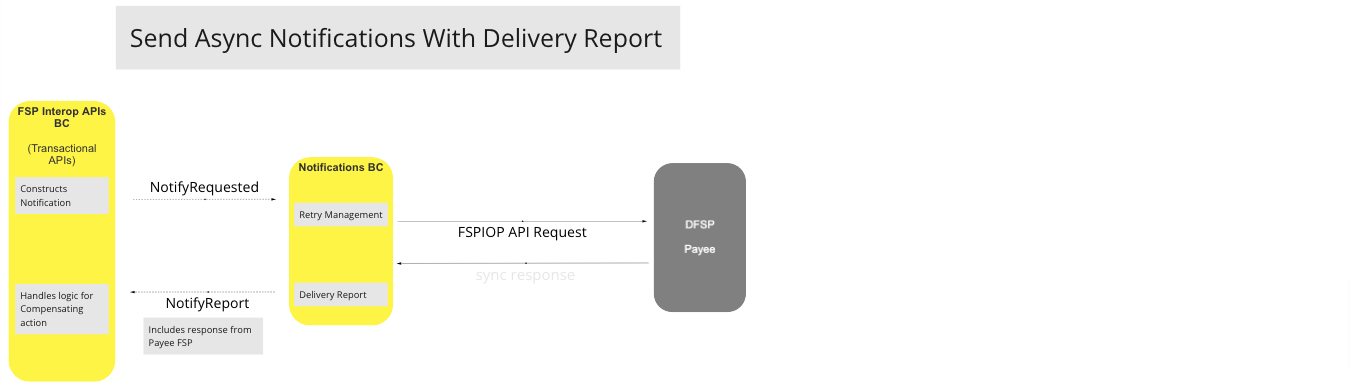 Send Async Notifications With Delivery Report
FSP Interop APIs
BC
(Transactional
APIs)
Constructs
Notification
NotifyRequested
Notifications BC
Retry Management
FSPIOP API Request
DFSP
Payee
sync response
Delivery Report
NotifyReport
Handles logic for
Compensating
action
Includes response from
Payee FSP